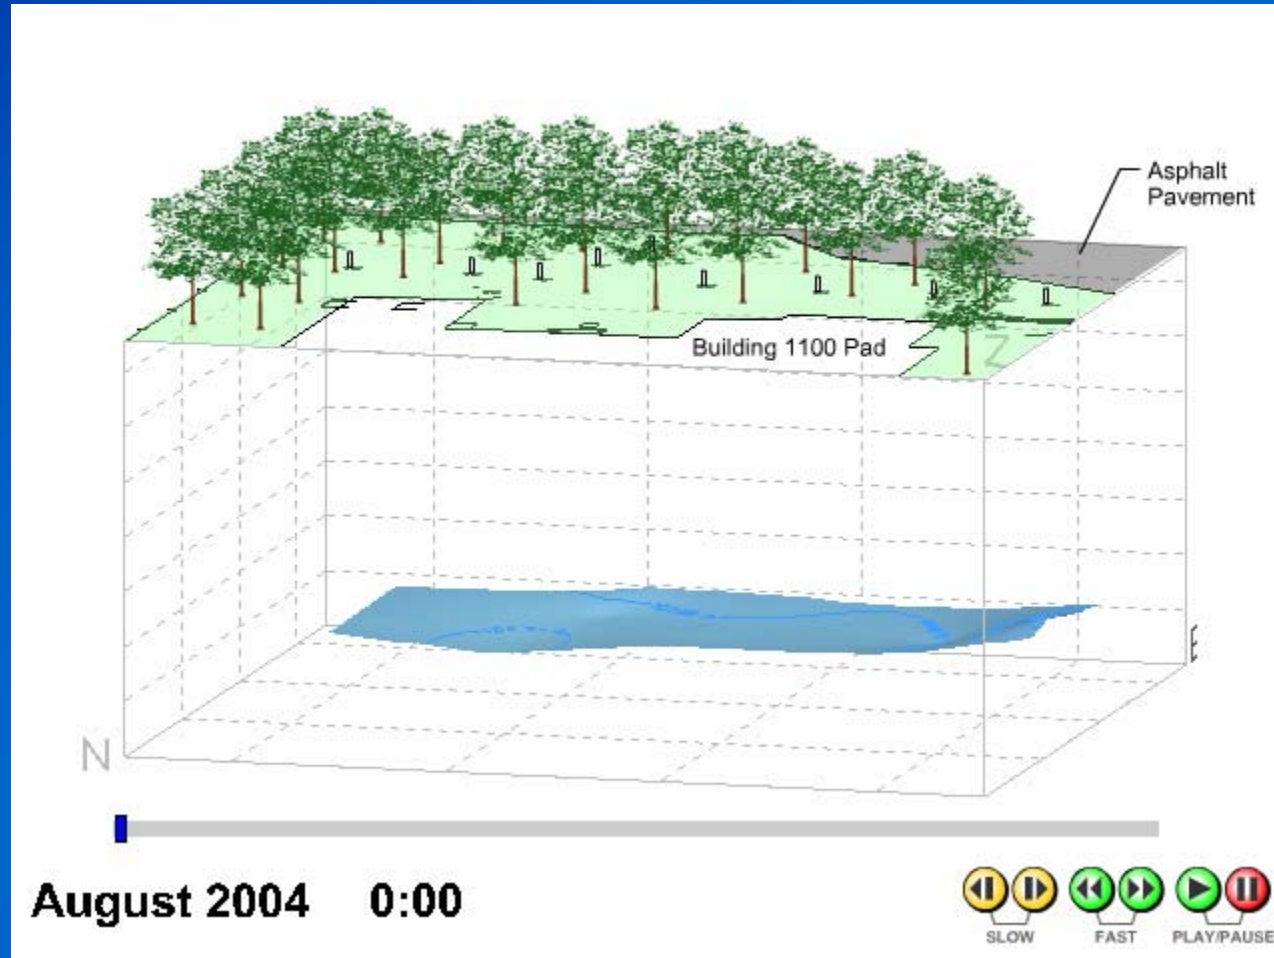 Asphalt
Pavement
Building 1100 Pad
Z
E
N
August 2004 0:00
SLOW FAST PLAY/PAUSE